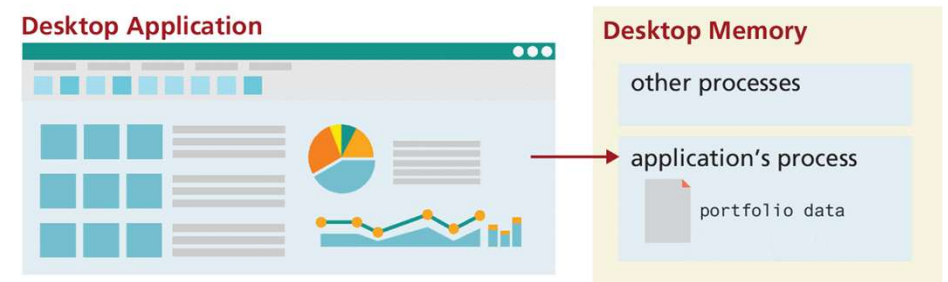 Desktop Application
Desktop Memory
other processes
application's process
portfolio data